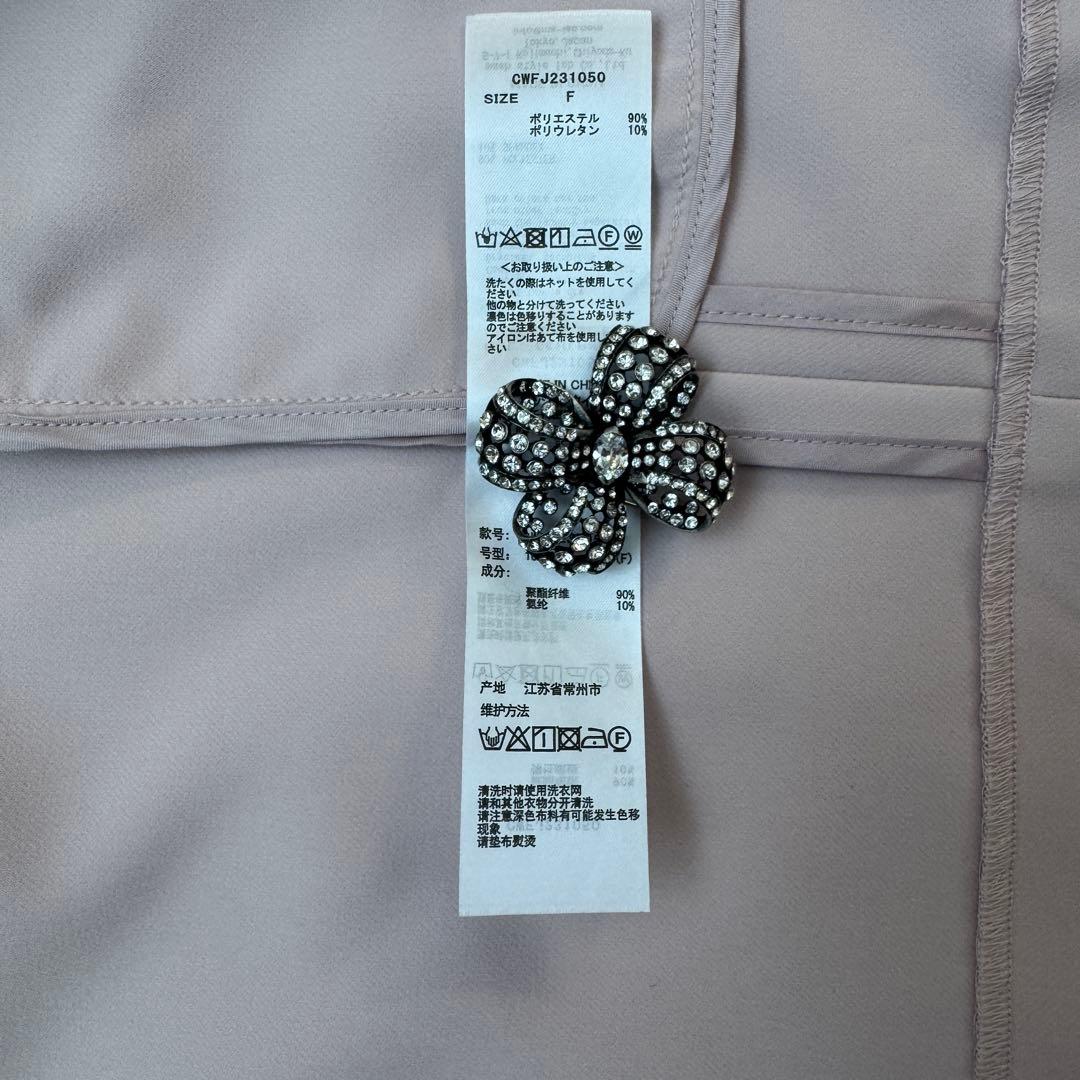 CWFJ231050
SIZE F
ポリエステル 90%
ポリウレタン 10%
＜お取り扱い上のご注意＞
洗たくの際はネットを使用してく
ださい
他の物と分けて洗ってください
濃色は色移りすることがあります
のでご注意ください
アイロンはあて布を使用し
さい
IN CHI
款号:
号型: (F)
成分:
聚酯纤维 90%
氨纶 10%
产地 江苏省常州市
维护方法
清洗时请使用洗衣网
请和其他衣物分开清洗
请注意深色布料有可能发生色移
现象
请垫布熨烫